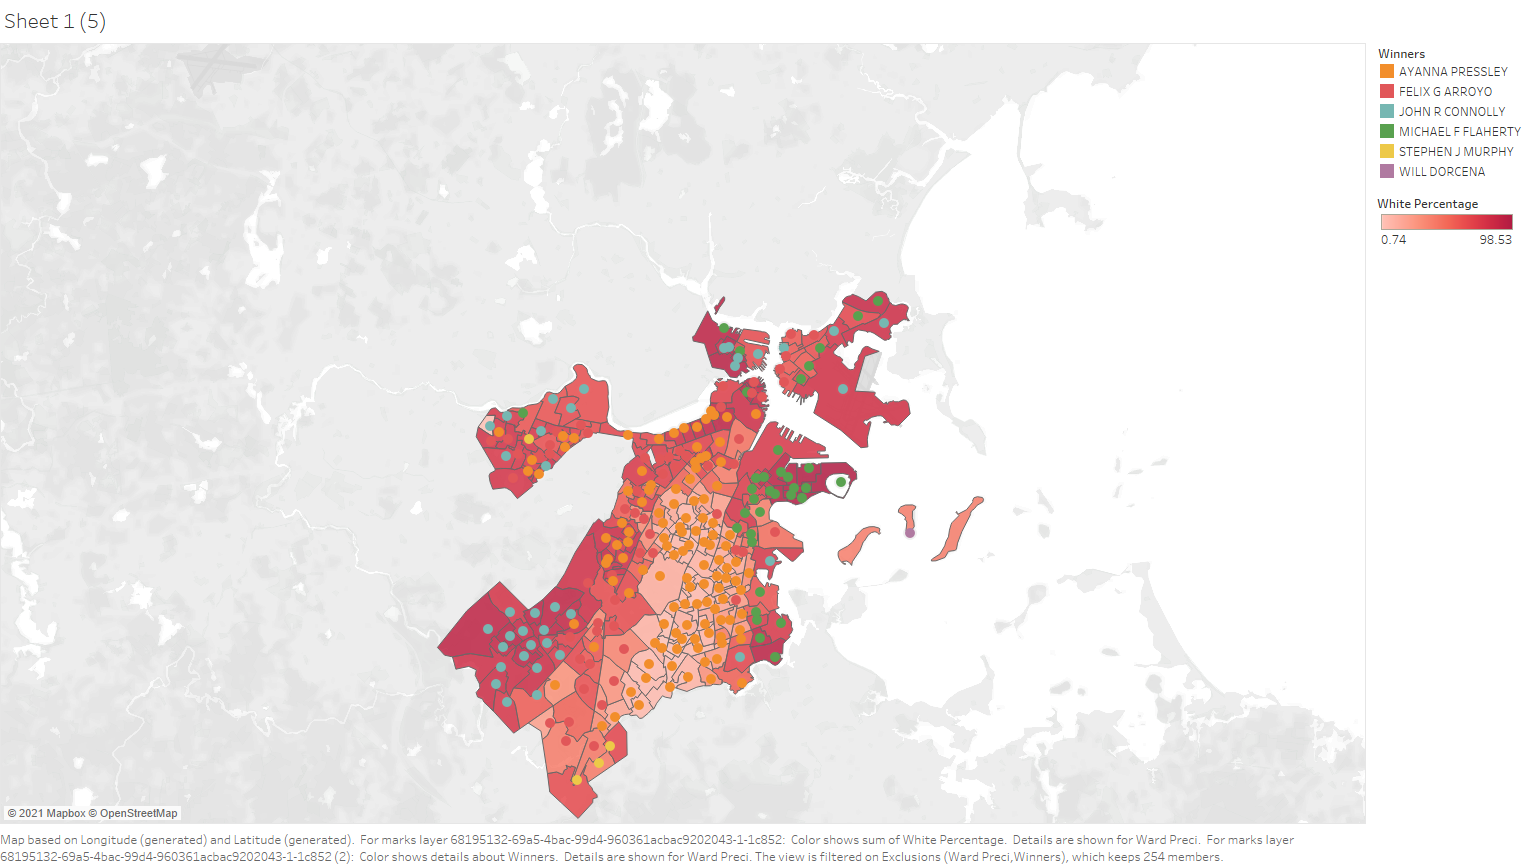 Sheet 1 (5)
Winners
AYANNA PRESSLEY
FELIX G ARROYO
JOHN R CONNOLLY
MICHAEL F FLAHERTY
STEPHEN J MURPHY
WILL DORCENA
White Percentage
0.74 98.53
© 2021 Mapbox © OpenStreetMap
Map based on Longitude (generated) and Latitude (generated).  For marks layer 68195132-69a5-4bac-99d4-960361acbac9202043-1-1c852:  Color shows sum of White Percentage.  Details are shown for Ward Preci.  For marks layer
68195132-69a5-4bac-99d4-960361acbac9202043-1-1c852 (2):  Color shows details about Winners.  Details are shown for Ward Preci. The view is filtered on Exclusions (Ward Preci,Winners), which keeps 254 members.